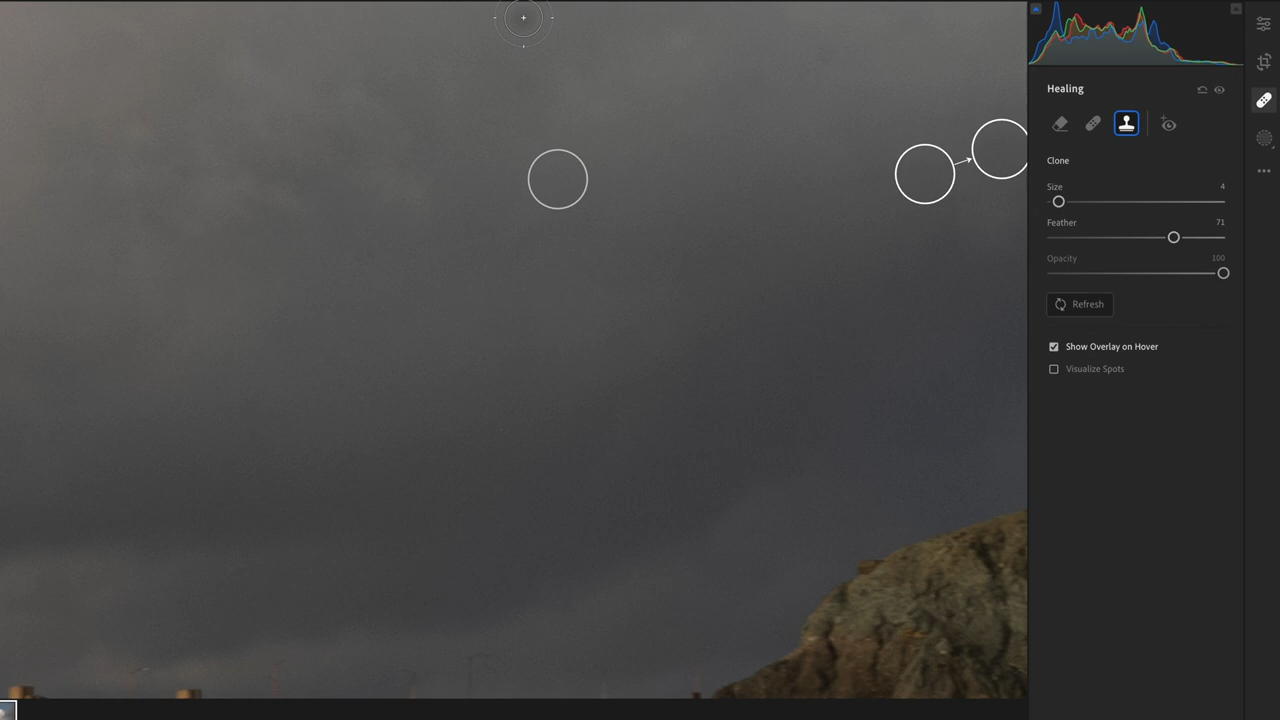 Healing
Clone
Size 4
Feather 71
Opacity 100
Refresh
Show Overlay on Hover
Visualize Spots